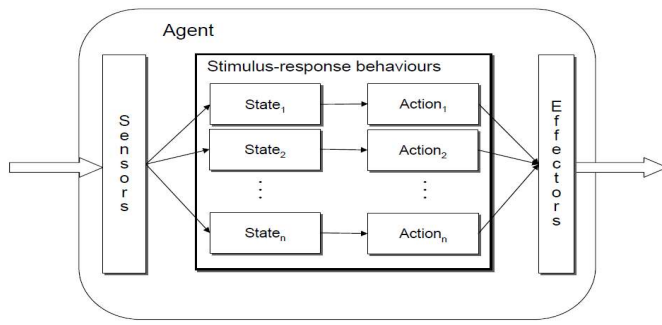 Agent
Stimulus-response behaviours
Sensors
State₁
Action₁
State₂
Action₂
Stateₙ
Actionₙ
Effectors